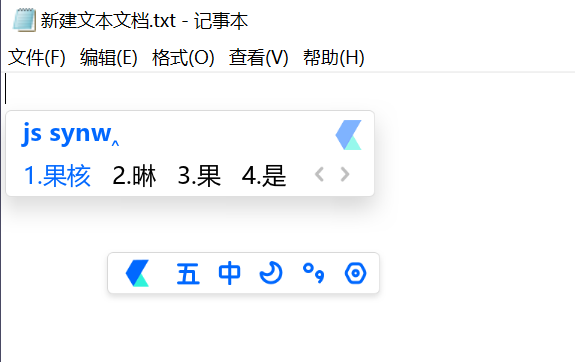 新建文本文档.txt - 记事本
文件(F) 编辑(E) 格式(O) 查看(V) 帮助(H)
js synw^
1.果核 2.晽 3.果 4.是
五 中